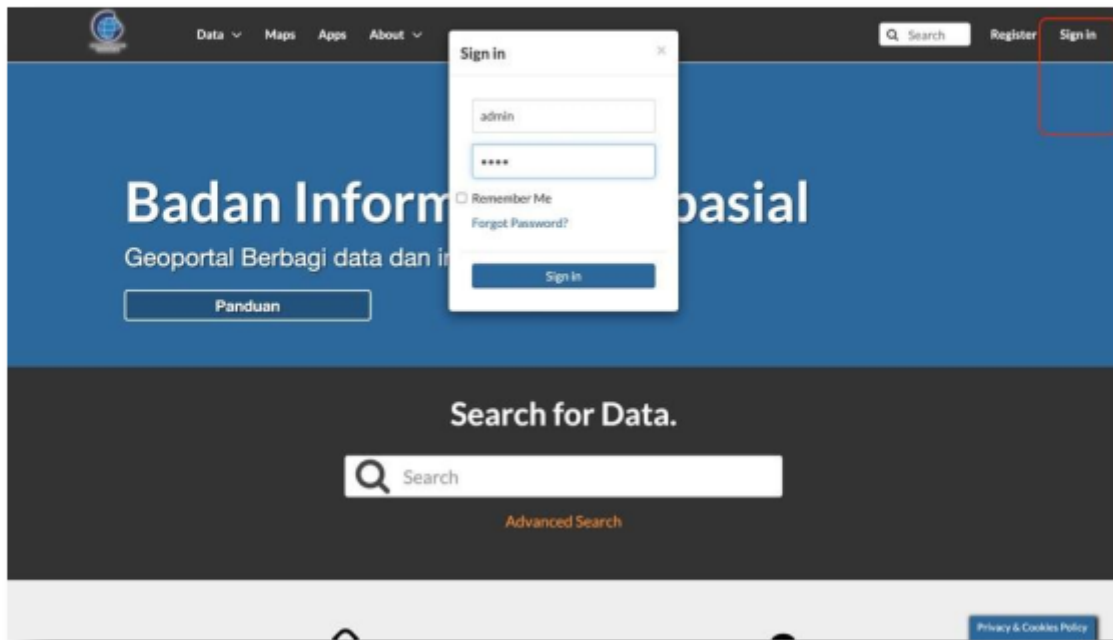 Data Maps Apps About
Search
Register
Sign in
Sign in
admin
••••
Remember Me
Forgot Password?
Sign in
Badan Inform
pasial
Geoportal Berbagi data dan in
Panduan
Search for Data.
Search
Advanced Search
Privacy & Cookies Policy